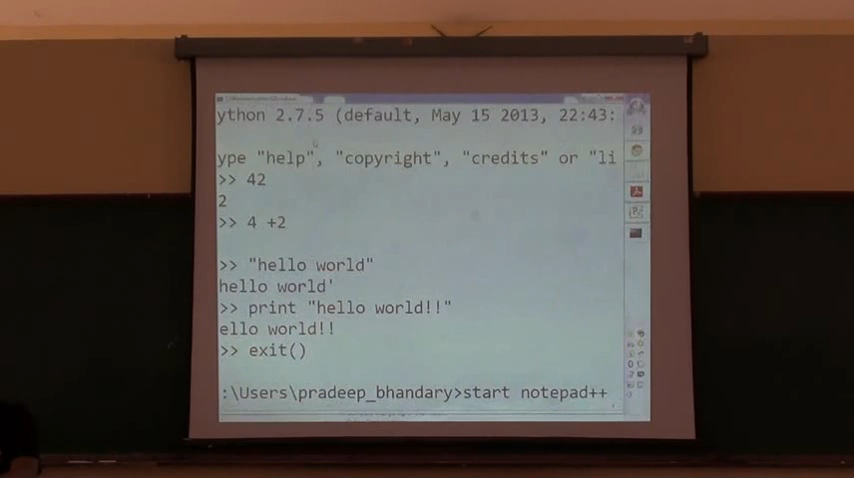 ython 2.7.5 (default, May 15 2013, 22:43:
ype "help", "copyright", "credits" or "li
>> 42
2
>> 4 +2
>> "hello world"
hello world'
>> print "hello world!!"
ello world!!
>> exit()
:\Users\pradeep_bhandary>start notepad++